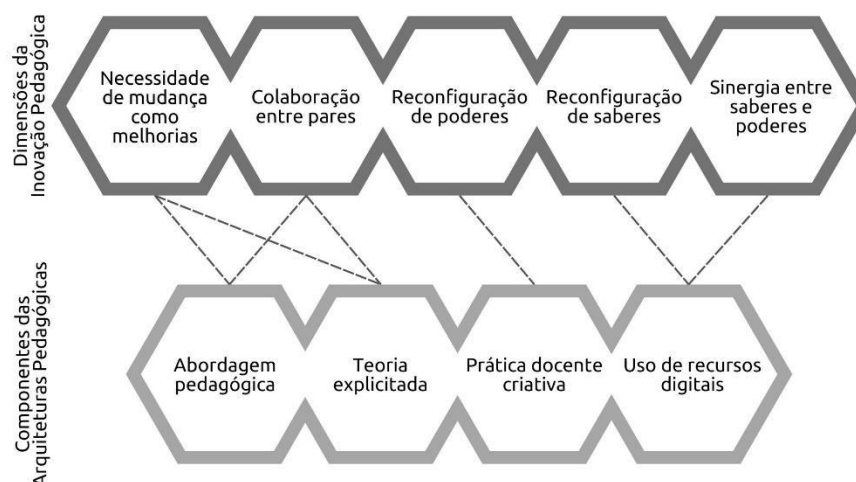 Dimensões da
Inovação Pedagógica
Necessidade
de mudança
como
melhorias
Colaboração
entre pares
Reconfiguração
de poderes
Reconfiguração
de saberes
Sinergia entre
saberes e
poderes
Componentes das
Arquiteturas Pedagógicas
Abordagem
pedagógica
Teoria
explicitada
Prática docente
criativa
Uso de recursos
digitais